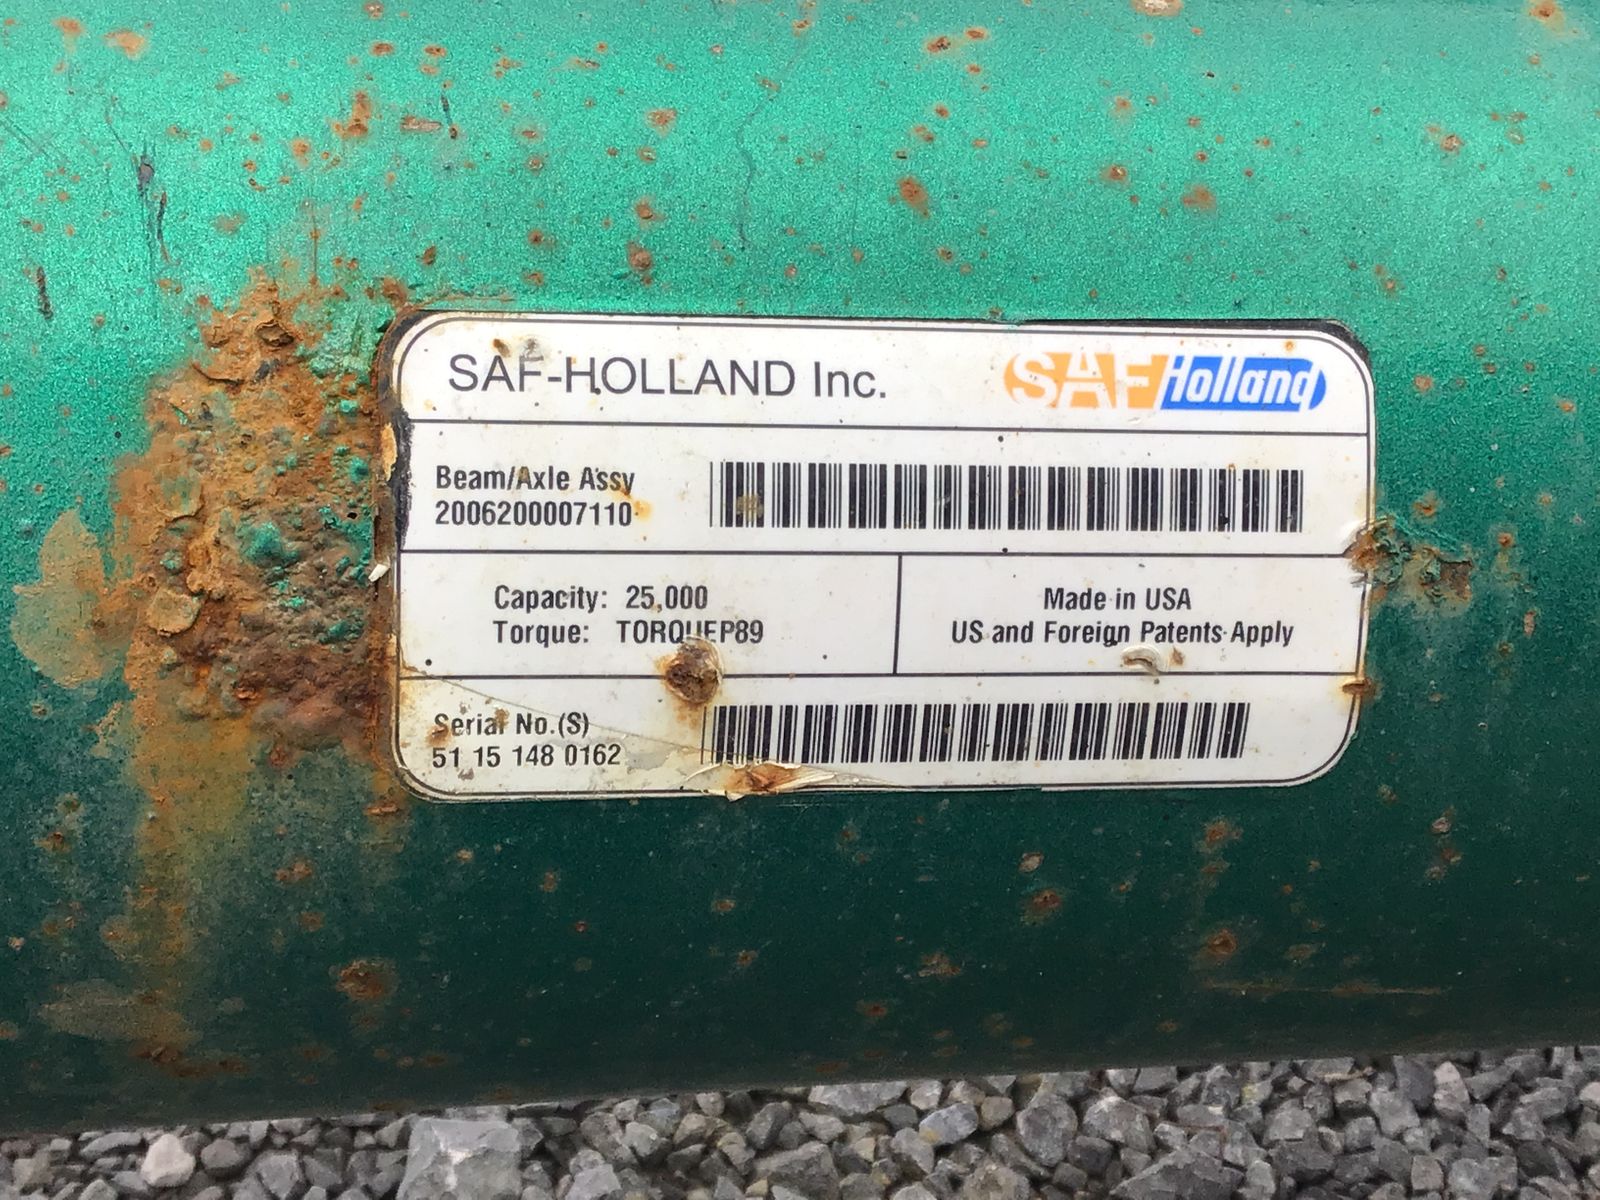 SAF-HOLLAND Inc.
SAF Holland
Beam/Axle Assy
2006200007110
Capacity: 25,000
Torque: TORQUEP89
Made in USA
US and Foreign Patents Apply
Serial No.(S)
51 15 148 0162